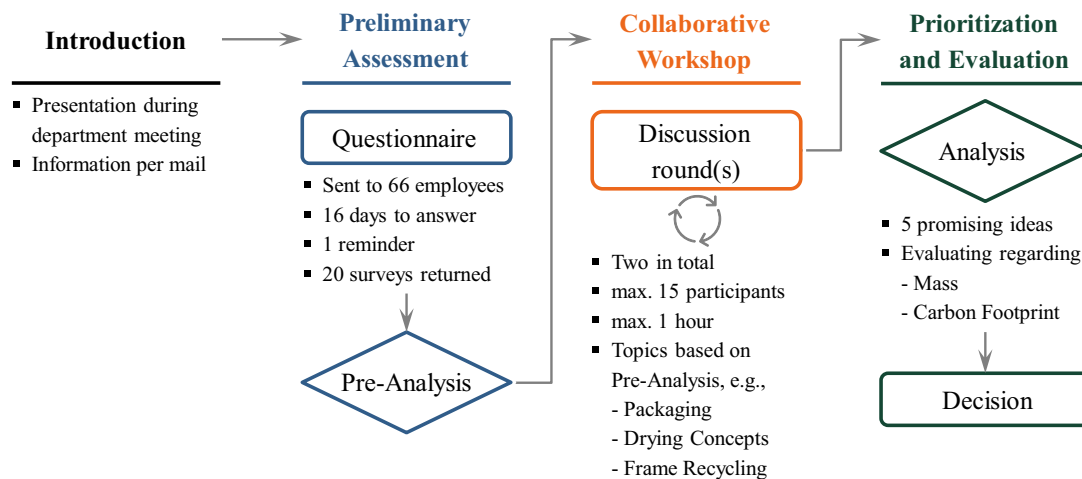 Introduction
▪ Presentation during
department meeting
▪ Information per mail
Preliminary
Assessment
Questionnaire
▪ Sent to 66 employees
▪ 16 days to answer
▪ 1 reminder
▪ 20 surveys returned
Pre-Analysis
Collaborative
Workshop
Discussion
round(s)
▪ Two in total
▪ max. 15 participants
▪ max. 1 hour
▪ Topics based on
Pre-Analysis, e.g.,
- Packaging
- Drying Concepts
- Frame Recycling
Prioritization
and Evaluation
Analysis
▪ 5 promising ideas
▪ Evaluating regarding
- Mass
- Carbon Footprint
Decision